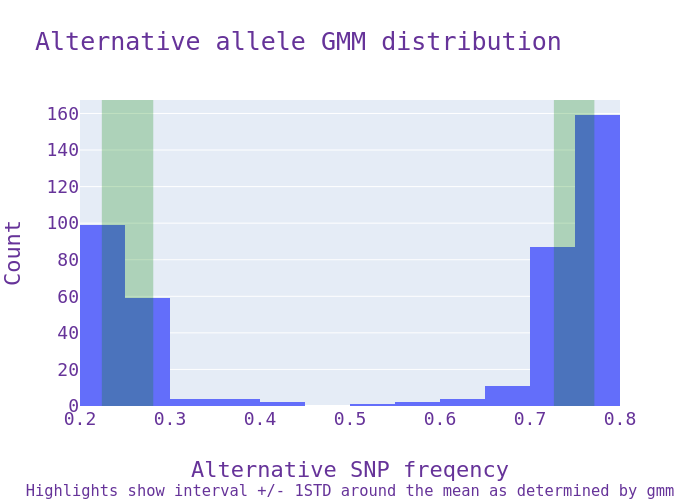 Alternative allele GMM distribution
160
140
120
100
80
60
40
20
0
Count
0.2 0.3 0.4 0.5 0.6 0.7 0.8
Alternative SNP freqency
Highlights show interval +/- 1STD around the mean as determined by gmm